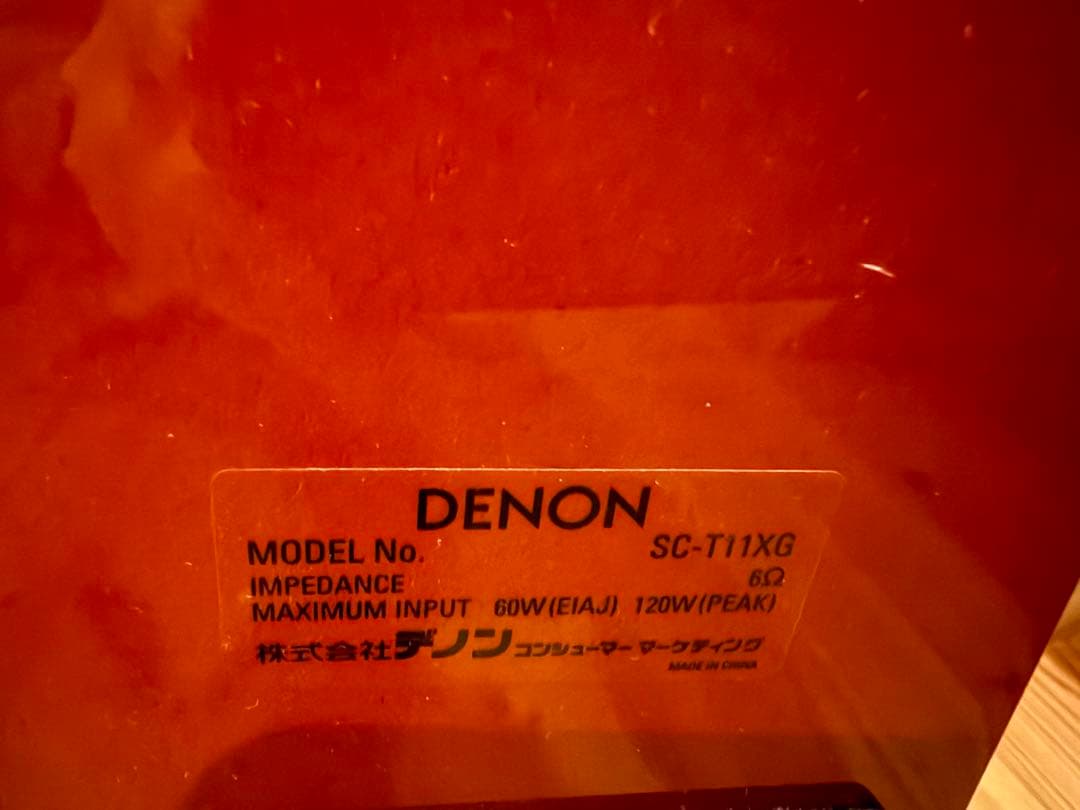 DENON
MODEL No. SC-T11XG
IMPEDANCE 6Ω
MAXIMUM INPUT 60W(EIAJ) 120W(PEAK)
株式会社デノン コンシューマー マーケティング
MADE IN CHINA